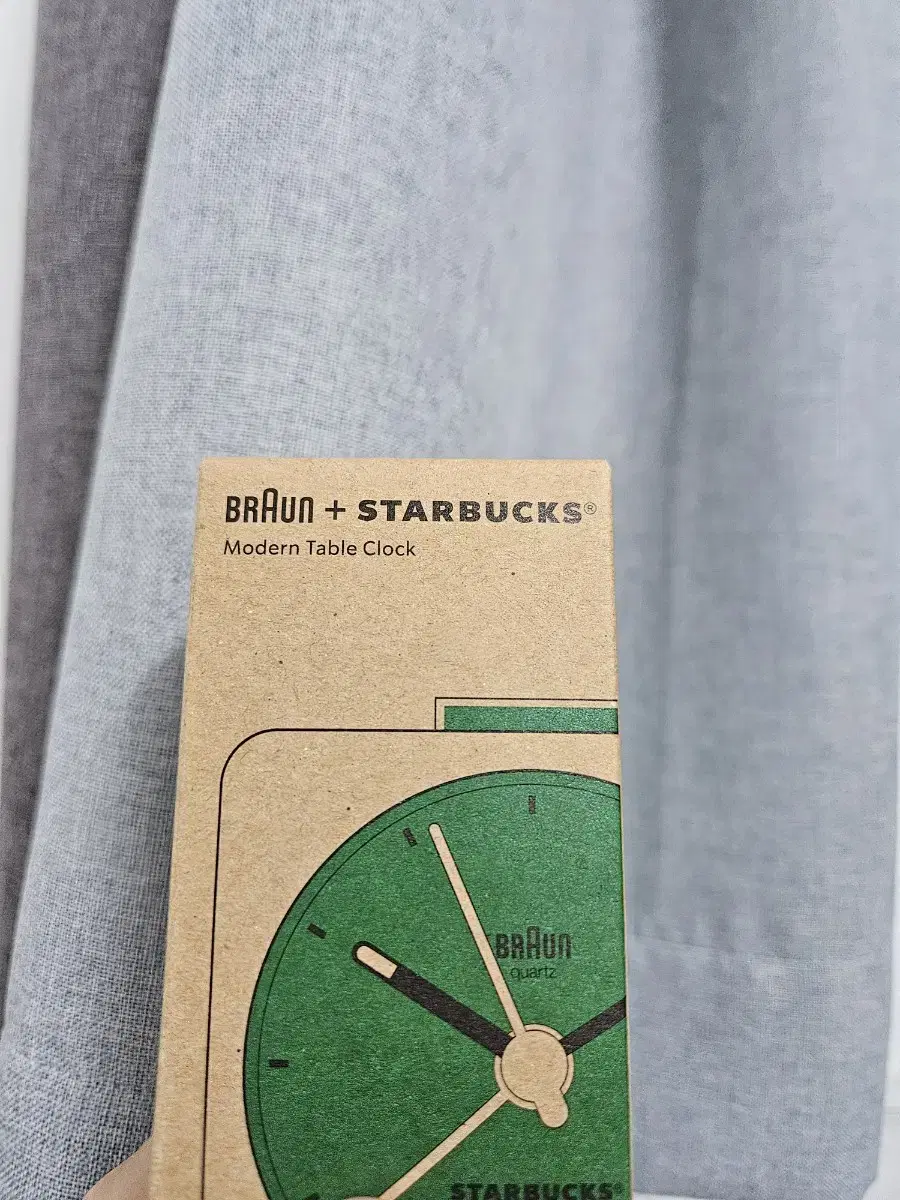 BRAUN + STARBUCKS®
Modern Table Clock
BRAUN
quartz
STARBUCKS®